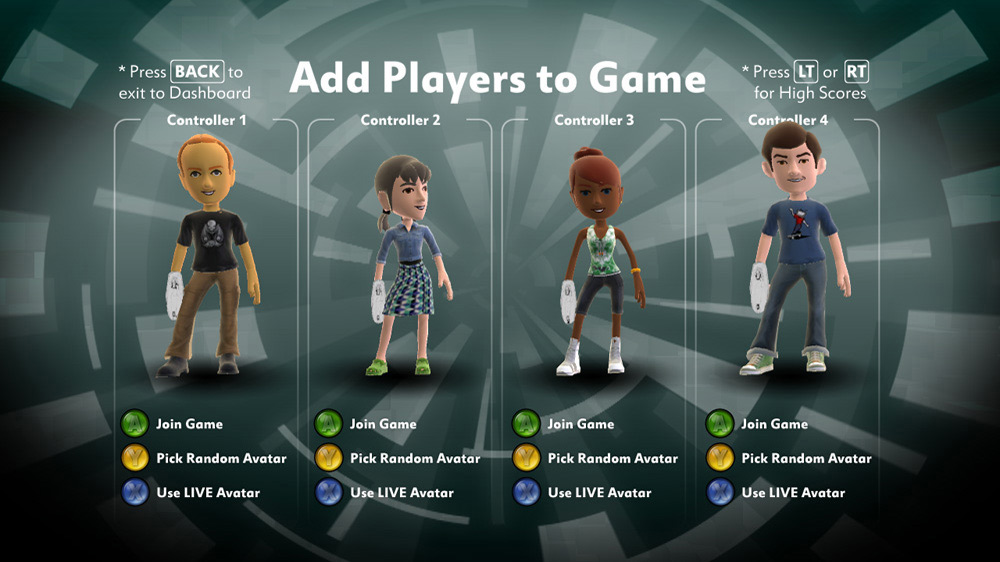 * Press BACK to
exit to Dashboard
Add Players to Game
* Press LT or RT
for High Scores
Controller 1
Controller 2
Controller 3
Controller 4
A Join Game
Y Pick Random Avatar
X Use LIVE Avatar
A Join Game
Y Pick Random Avatar
X Use LIVE Avatar
A Join Game
Y Pick Random Avatar
X Use LIVE Avatar
A Join Game
Y Pick Random Avatar
X Use LIVE Avatar